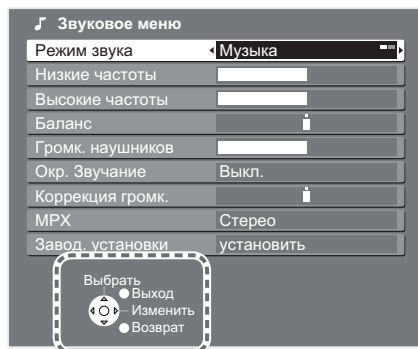 Звуковое меню
Режим звука Музыка
Низкие частоты
Высокие частоты
Баланс
Громк. наушников
Окр. Звучание Выкл.
Коррекция громк.
MPX Стерео
Завод. установки установить
Выбрать
Выход
Изменить
Возврат